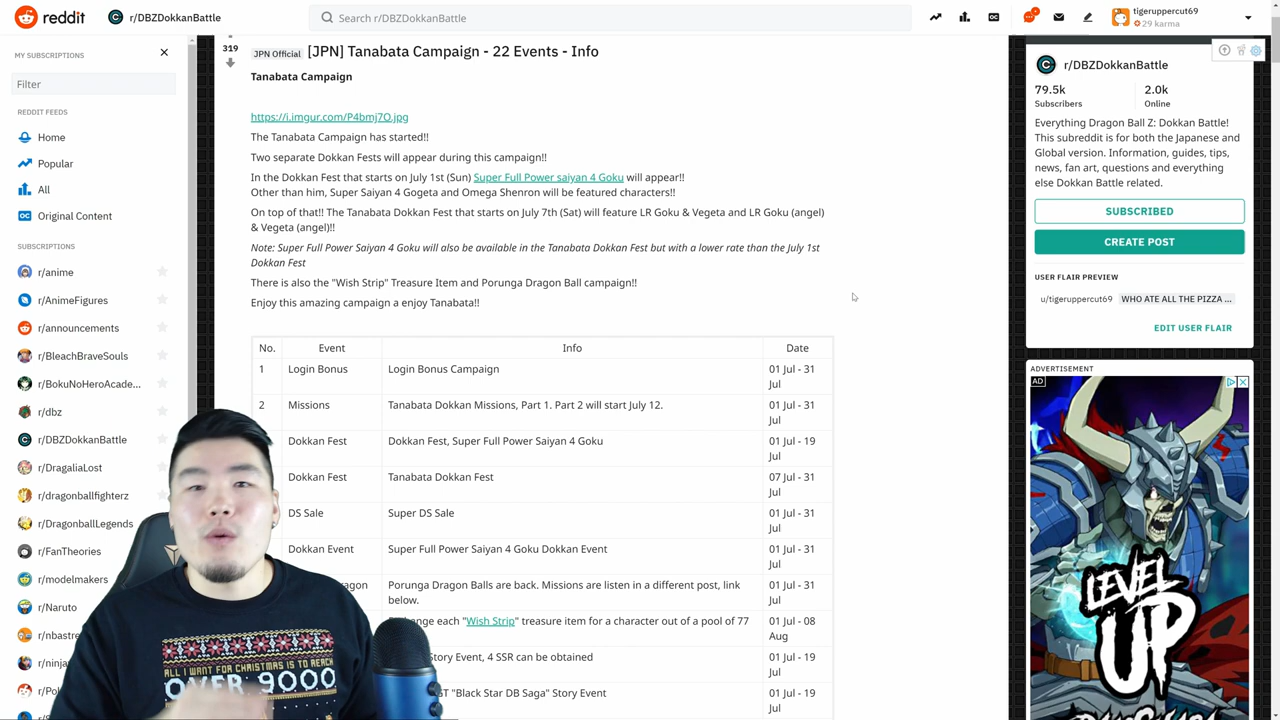 reddit
r/DBZDokkanBattle
Search r/DBZDokkanBattle
tigeruppercut69
29 karma
MY SUBSCRIPTIONS
Filter
REDDIT FEEDS
Home
Popular
All
Original Content
SUBSCRIPTIONS
r/anime
r/AnimeFigures
r/announcements
r/BleachBraveSouls
r/BokuNoHeroAcade...
r/dbz
r/DBZDokkanBattle
r/DragaliaLost
r/dragonballfighterz
r/DragonballLegends
r/FanTheories
r/modelmakers
r/Naruto
r/nbastre
r/ninja
r/Pol
319
JPN Official [JPN] Tanabata Campaign - 22 Events - Info
Tanabata Campaign
https://i.imgur.com/P4bmj7O.jpg
The Tanabata Campaign has started!!
Two separate Dokkan Fests will appear during this campaign!!
In the Dokkan Fest that starts on July 1st (Sun) Super Full Power saiyan 4 Goku will appear!!
Other than him, Super Saiyan 4 Gogeta and Omega Shenron will be featured characters!!
On top of that!! The Tanabata Dokkan Fest that starts on July 7th (Sat) will feature LR Goku & Vegeta and LR Goku (angel)
& Vegeta (angel)!!
Note: Super Full Power Saiyan 4 Goku will also be available in the Tanabata Dokkan Fest but with a lower rate than the July 1st
Dokkan Fest
There is also the "Wish Strip" Treasure Item and Porunga Dragon Ball campaign!!
Enjoy this amazing campaign a enjoy Tanabata!!
No. Event Info Date
1 Login Bonus Login Bonus Campaign 01 Jul - 31
Jul
2 Missions Tanabata Dokkan Missions, Part 1. Part 2 will start July 12. 01 Jul - 31
Jul
Dokkan Fest Dokkan Fest, Super Full Power Saiyan 4 Goku 01 Jul - 19
Jul
Dokkan Fest Tanabata Dokkan Fest 07 Jul - 31
Jul
DS Sale Super DS Sale 01 Jul - 31
Jul
Dokkan Event Super Full Power Saiyan 4 Goku Dokkan Event 01 Jul - 31
Jul
agon Porunga Dragon Balls are back. Missions are listen in a different post, link 01 Jul - 31
ow. Jul
nge each "Wish Strip" treasure item for a character out of a pool of 77 01 Jul - 08
Aug
tory Event, 4 SSR can be 01 Jul - 19
Jul
GT "Black Star DB Saga" Story Event 01 Jul - 19
Jul
ALL I WANT FOR CHRISTMAS IS TO
OVER 9000
r/DBZDokkanBattle
79.5k 2.0k
Subscribers Online
Everything Dragon Ball Z: Dokkan Battle!
This subreddit is for both the Japanese and
Global version. Information, guides, tips,
news, fan art, questions and everything
else Dokkan Battle related.
SUBSCRIBED
CREATE POST
USER FLAIR PREVIEW
u/tigeruppercut69 WHO ATE ALL THE PIZZA ...
EDIT USER FLAIR
ADVERTISEMENT
AD
LEVEL
UP